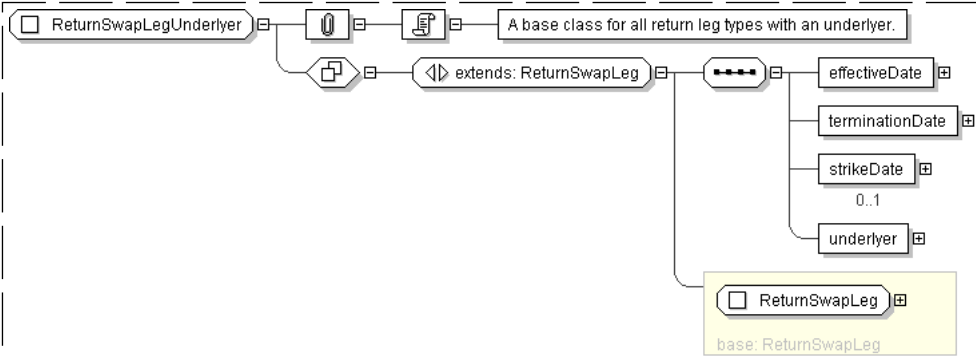 ReturnSwapLegUnderlyer
A base class for all return leg types with an underlyer.
extends: ReturnSwapLeg
effectiveDate
terminationDate
strikeDate
0..1
underlyer
ReturnSwapLeg
base: ReturnSwapLeg